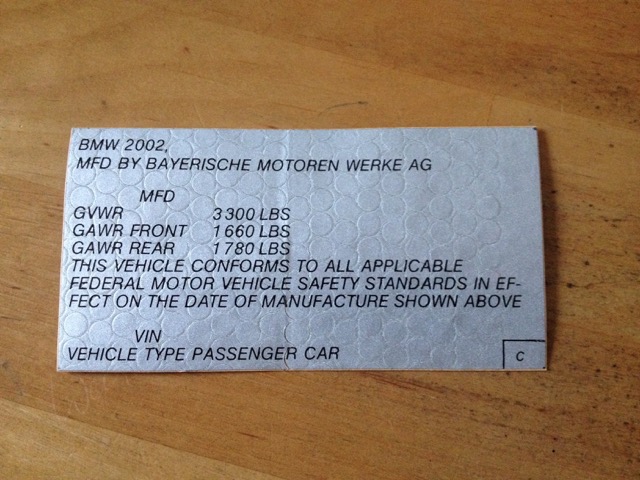 BMW 2002,
MFD BY BAYERISCHE MOTOREN WERKE AG
MFD
GVWR 3300 LBS
GAWR FRONT 1660 LBS
GAWR REAR 1780 LBS
THIS VEHICLE CONFORMS TO ALL APPLICABLE
FEDERAL MOTOR VEHICLE SAFETY STANDARDS IN EF-
FECT ON THE DATE OF MANUFACTURE SHOWN ABOVE
VIN
VEHICLE TYPE PASSENGER CAR
C